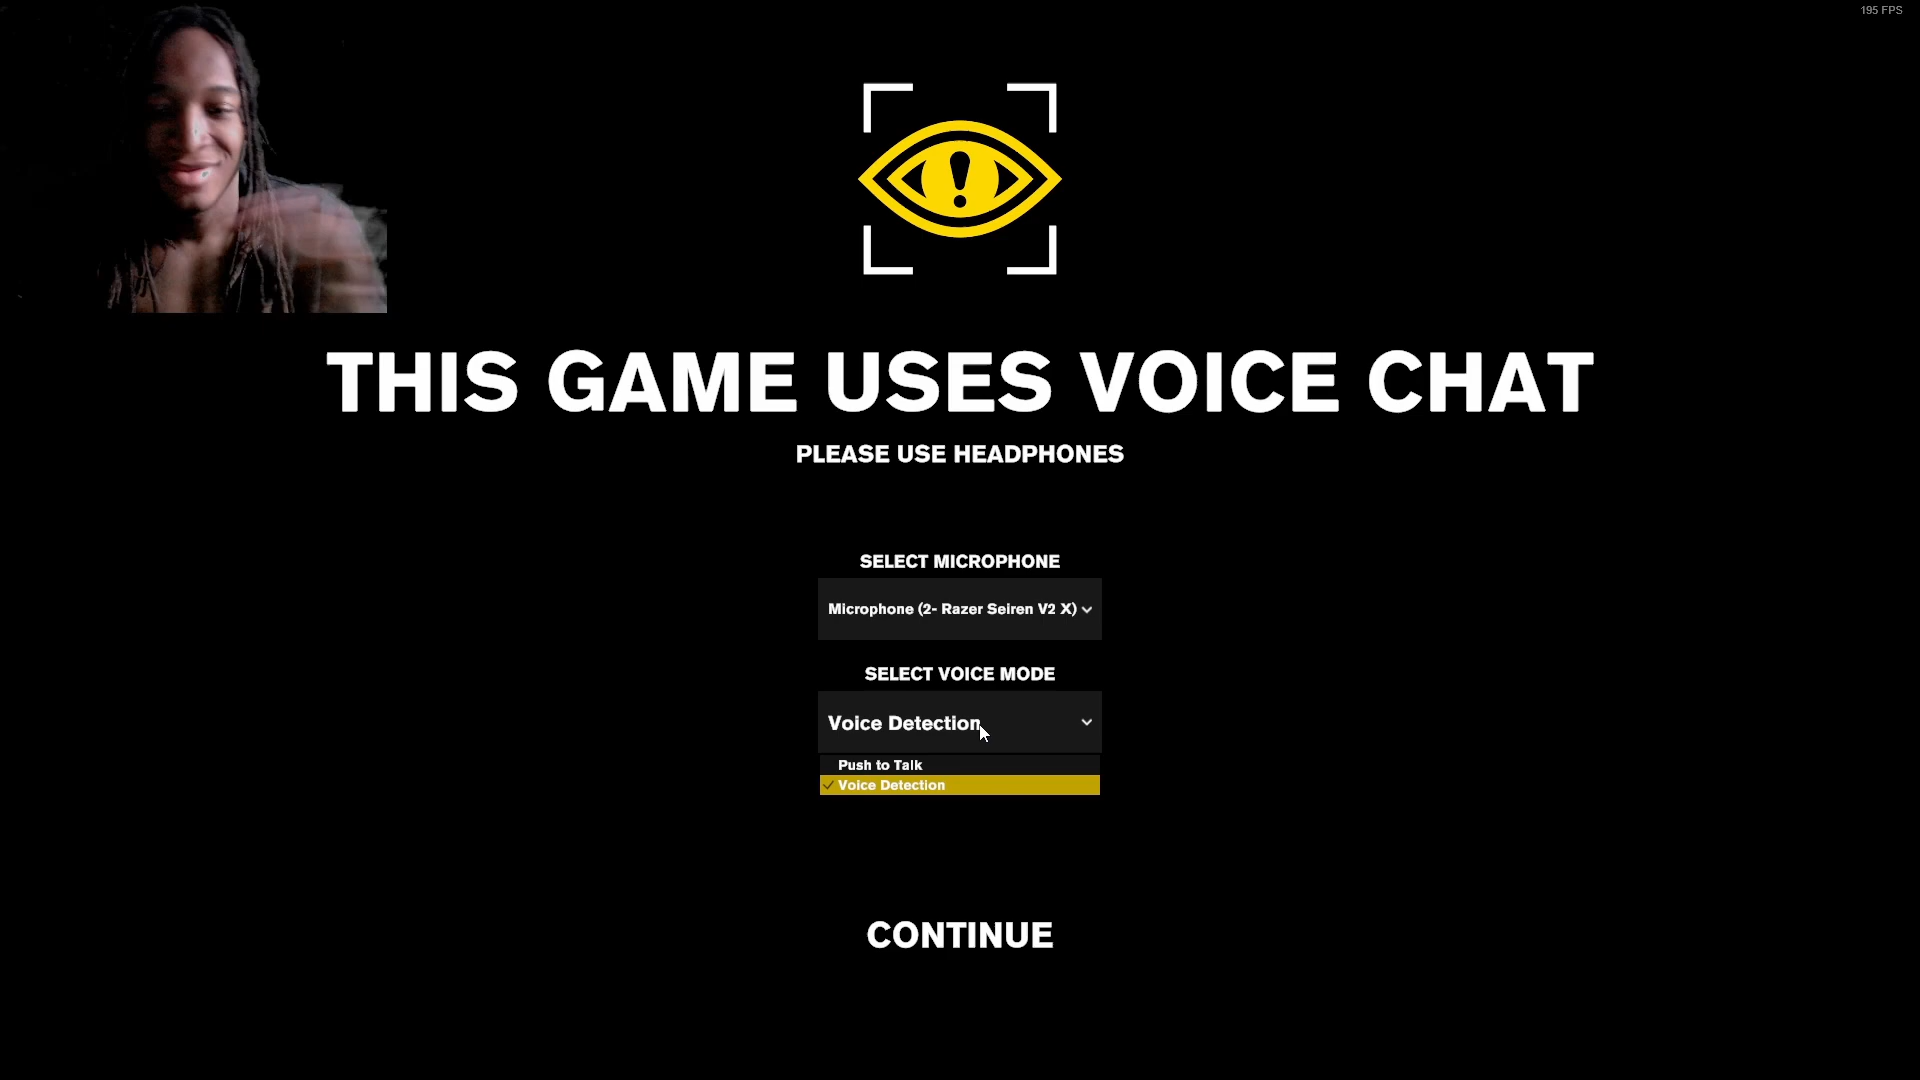 195 FPS
THIS GAME USES VOICE CHAT
PLEASE USE HEADPHONES
SELECT MICROPHONE
Microphone (2- Razer Seiren V2 X)
SELECT VOICE MODE
Voice Detection
Push to Talk
Voice Detection
CONTINUE